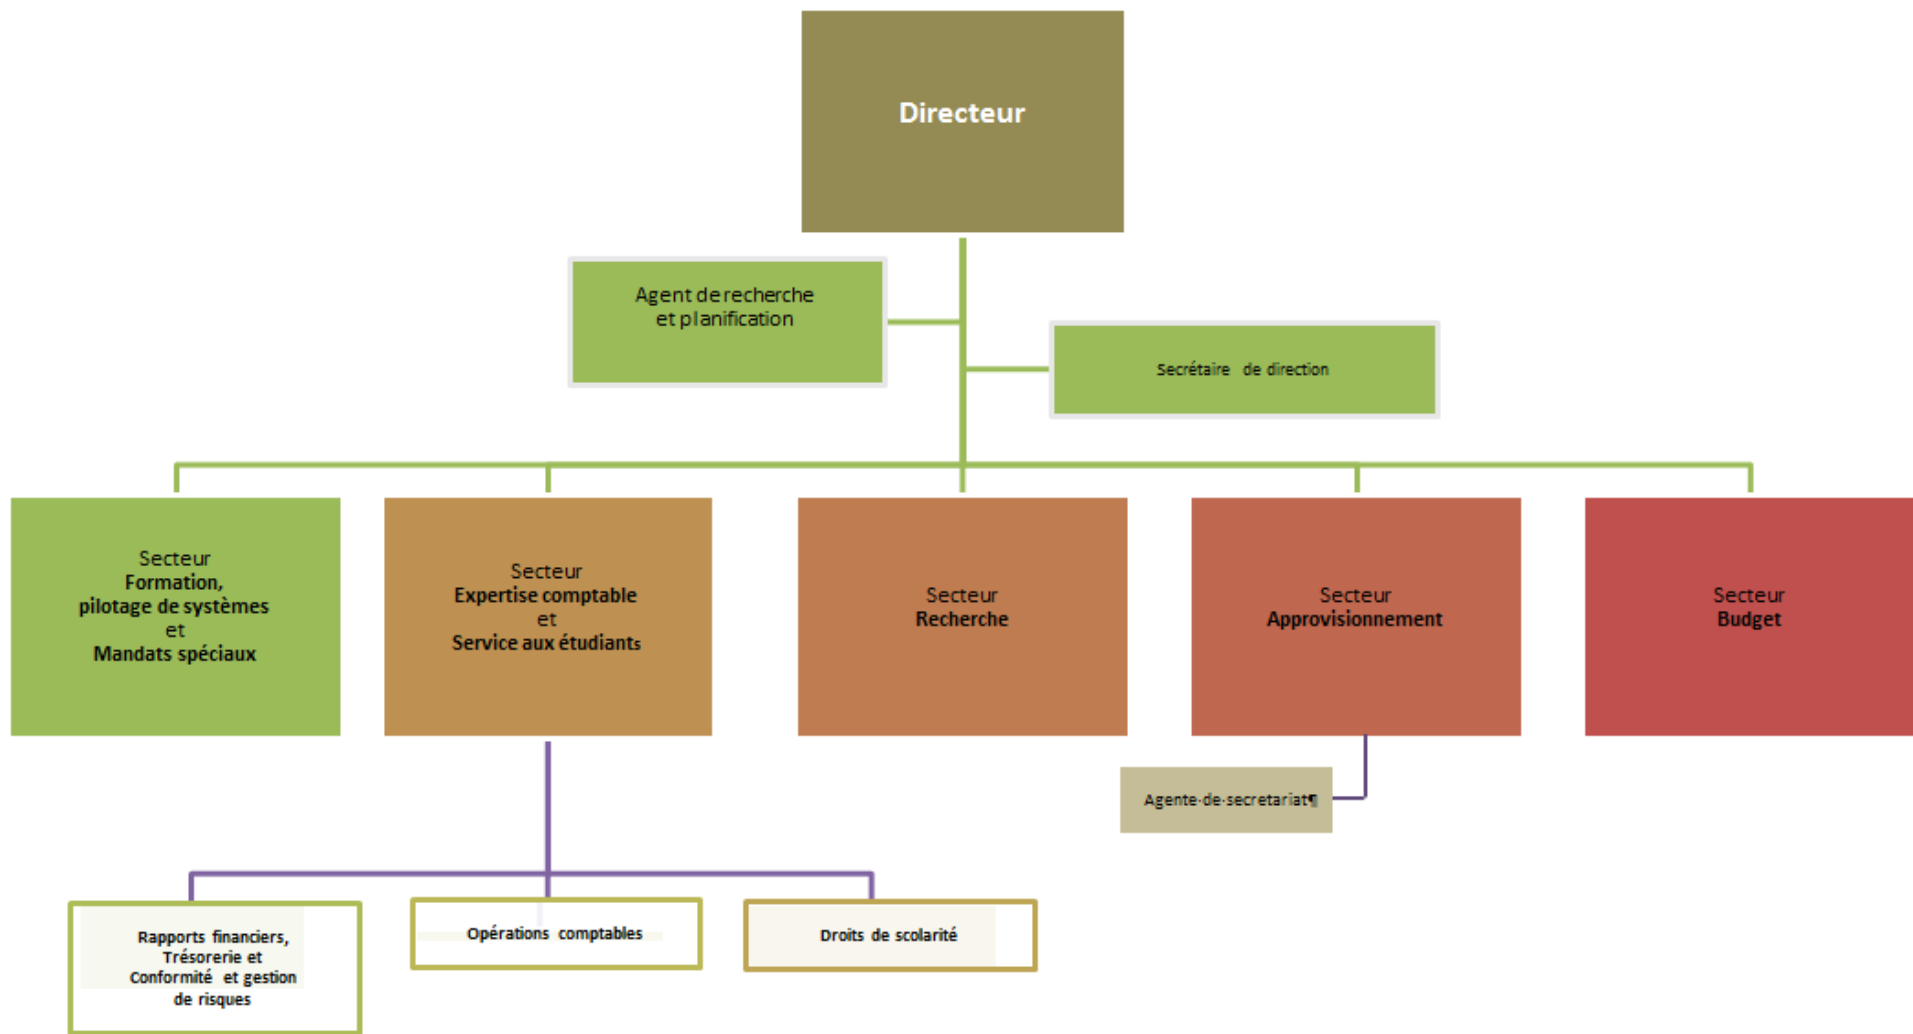 Directeur
Agent de recherche
et planification
Secrétaire de direction
Secteur
Formation,
pilotage de systèmes
et
Mandats spéciaux
Secteur
Expertise comptable
et
Service aux étudiants
Secteur
Recherche
Secteur
Approvisionnement
Secteur
Budget
Agente·de·secretariat¶
Rapports financiers,
Trésorerie et
Conformité et gestion
de risques
Opérations comptables
Droits de scolarité